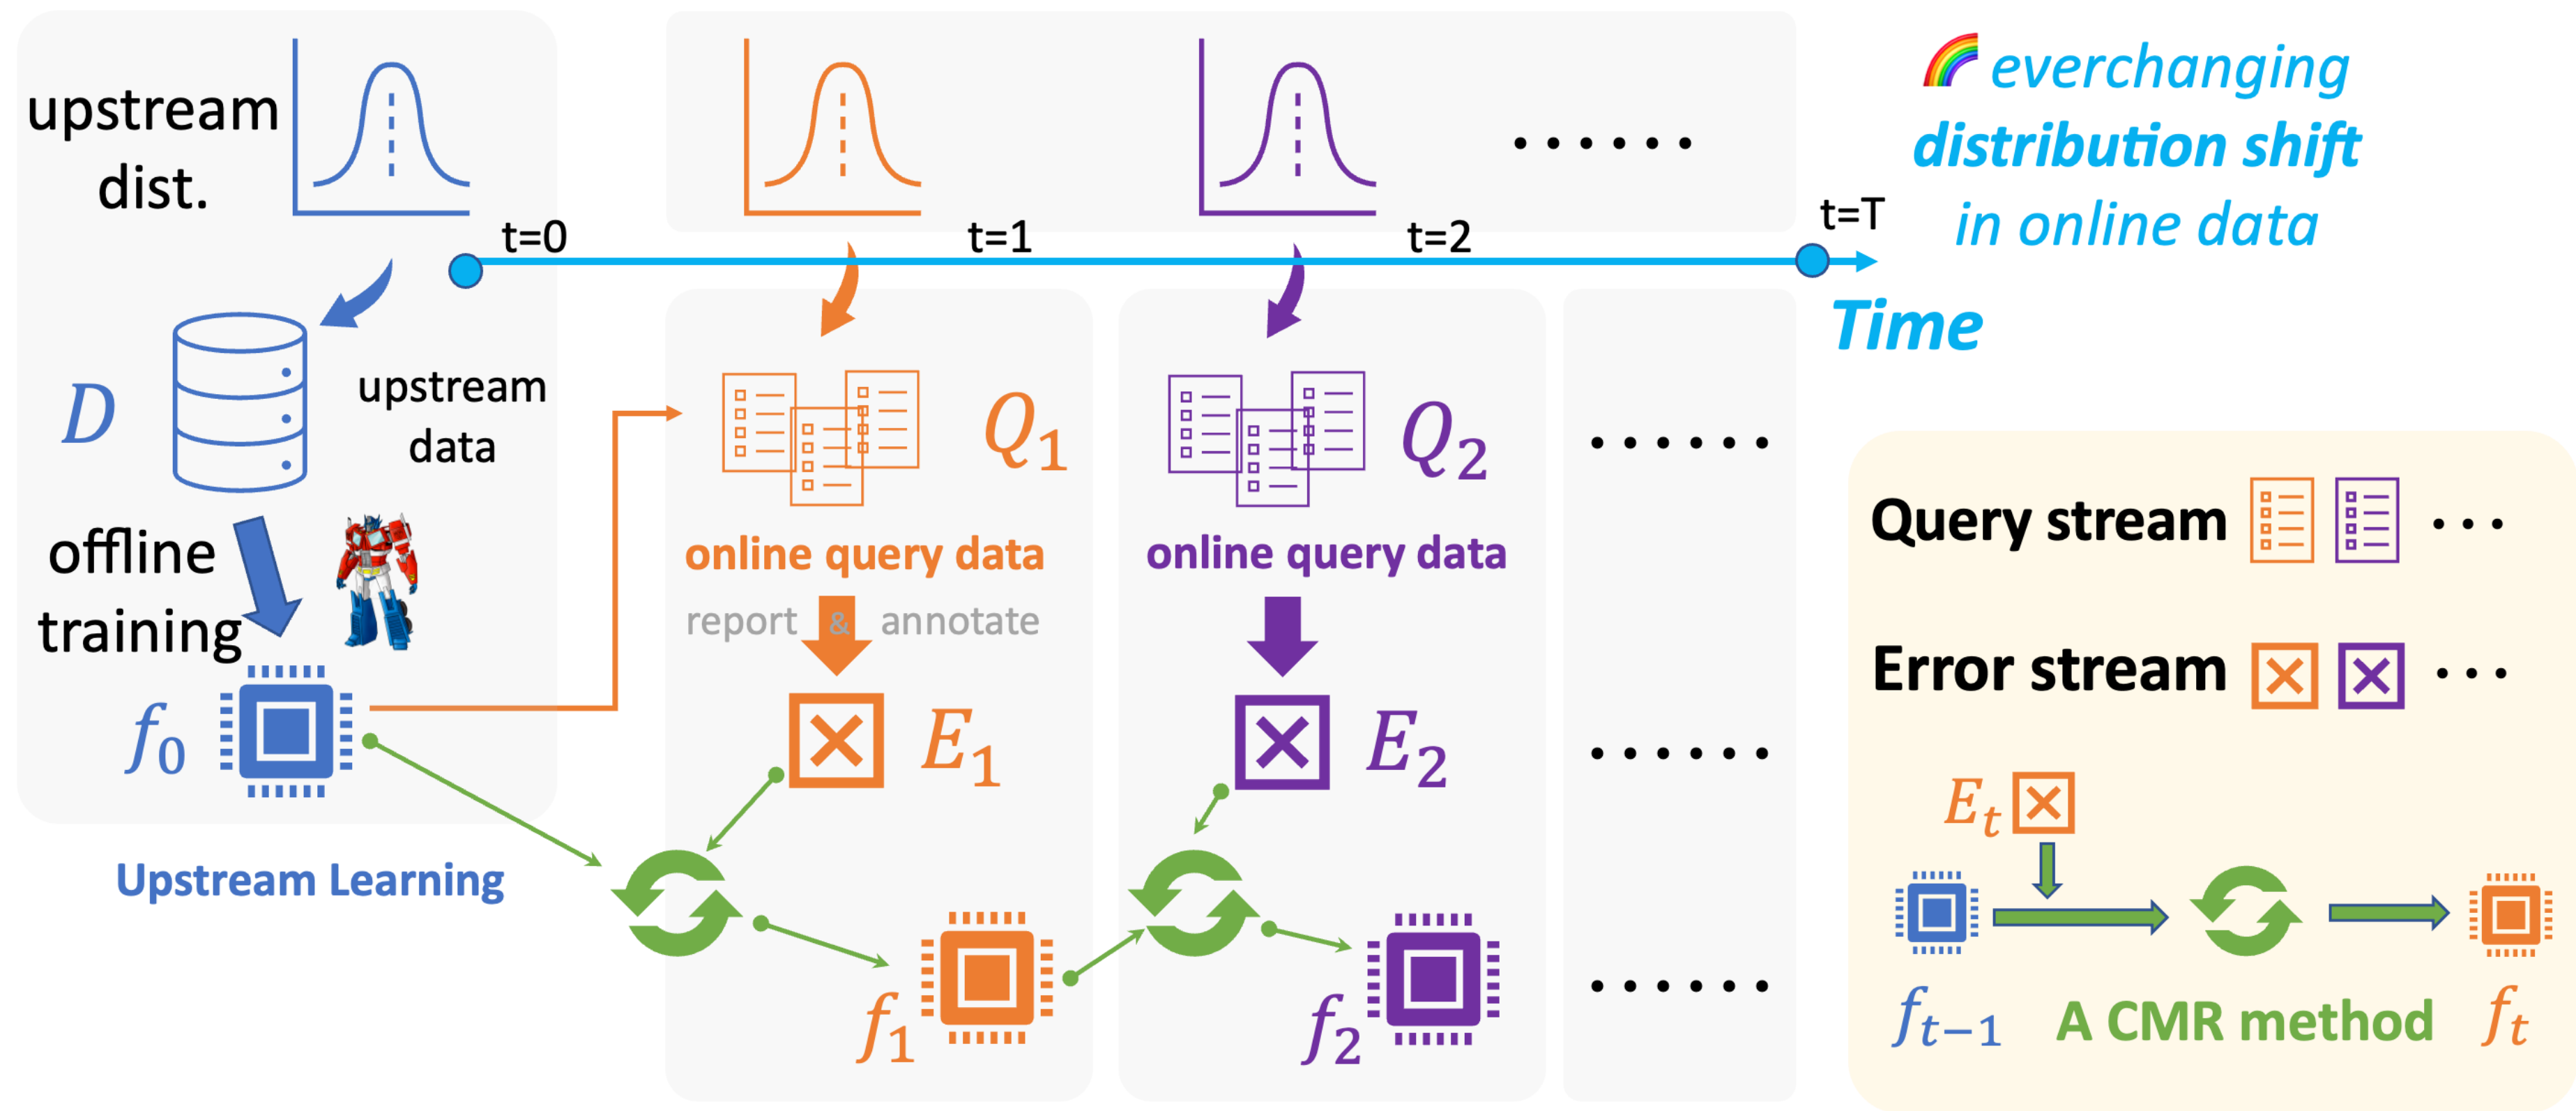 upstream
dist.
t=0
t=1
t=2
t=T
everchanging
distribution shift
in online data
Time
D
upstream
data
offline
training
f0
Upstream Learning
Q1
online query data
report & annotate
E1
f1
Q2
online query data
E2
f2
......
......
......
......
Query stream ...
Error stream ...
Et
ft−1
A CMR method
ft